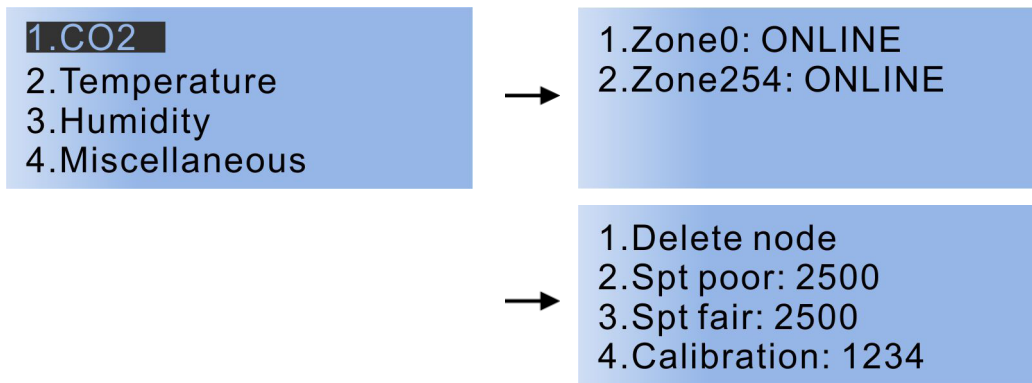 1.CO2
2.Temperature
3.Humidity
4.Miscellaneous
1.Zone0: ONLINE
2.Zone254: ONLINE
1.Delete node
2.Spt poor: 2500
3.Spt fair: 2500
4.Calibration: 1234